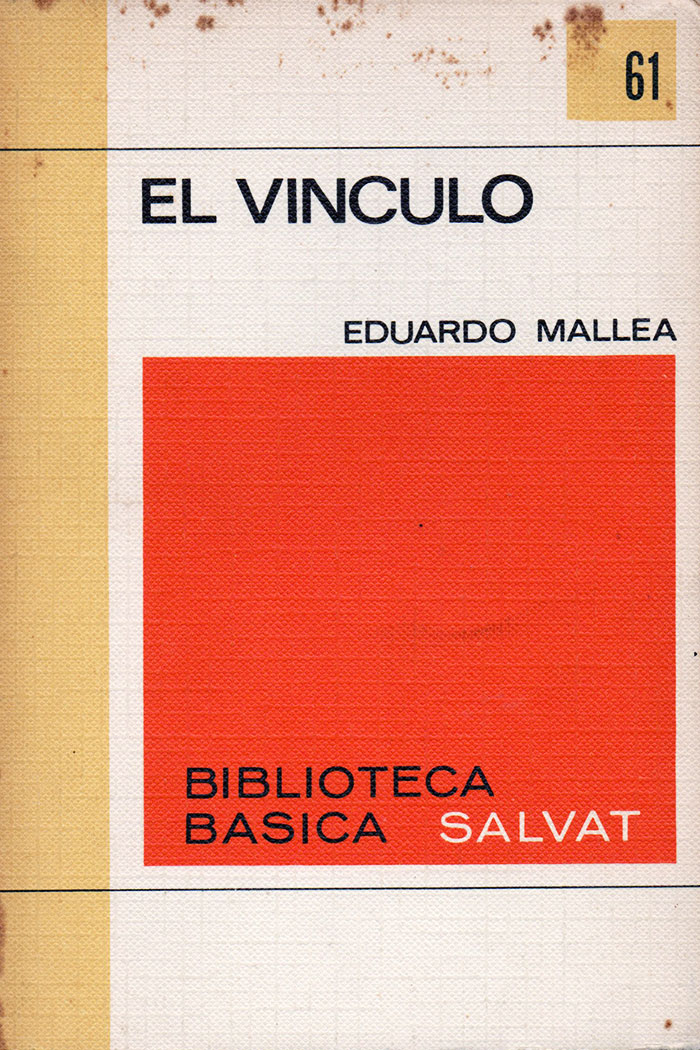 61
EL VINCULO
EDUARDO MALLEA
BIBLIOTECA
BASICA SALVAT